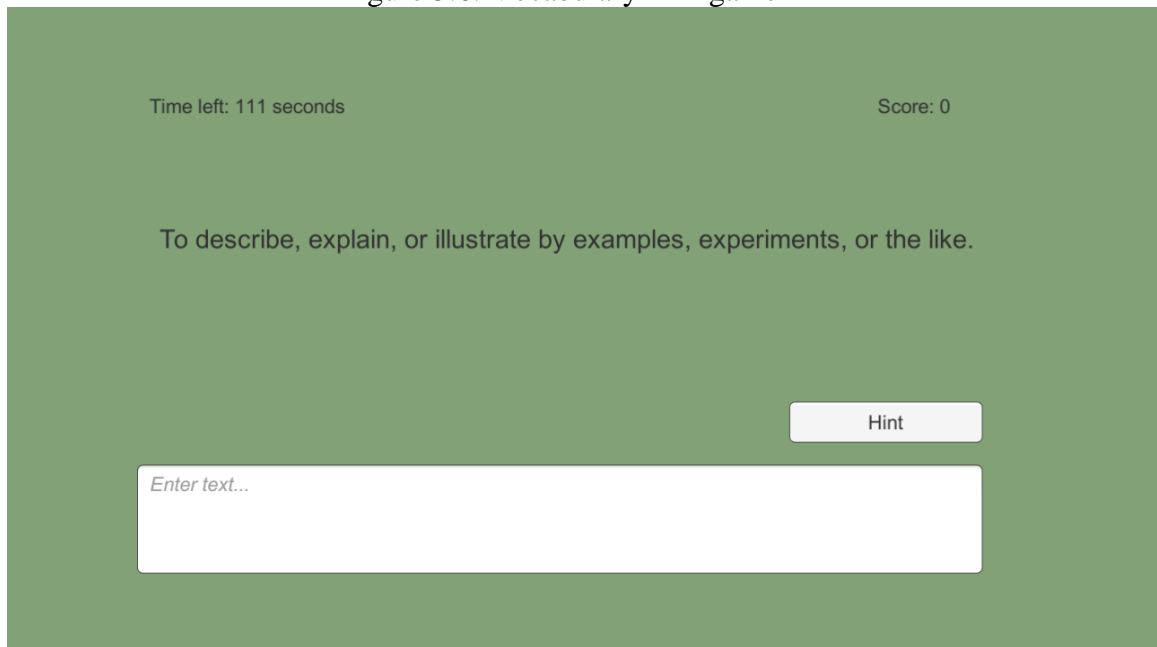 Time left: 111 seconds
Score: 0
To describe, explain, or illustrate by examples, experiments, or the like.
Hint
Enter text...